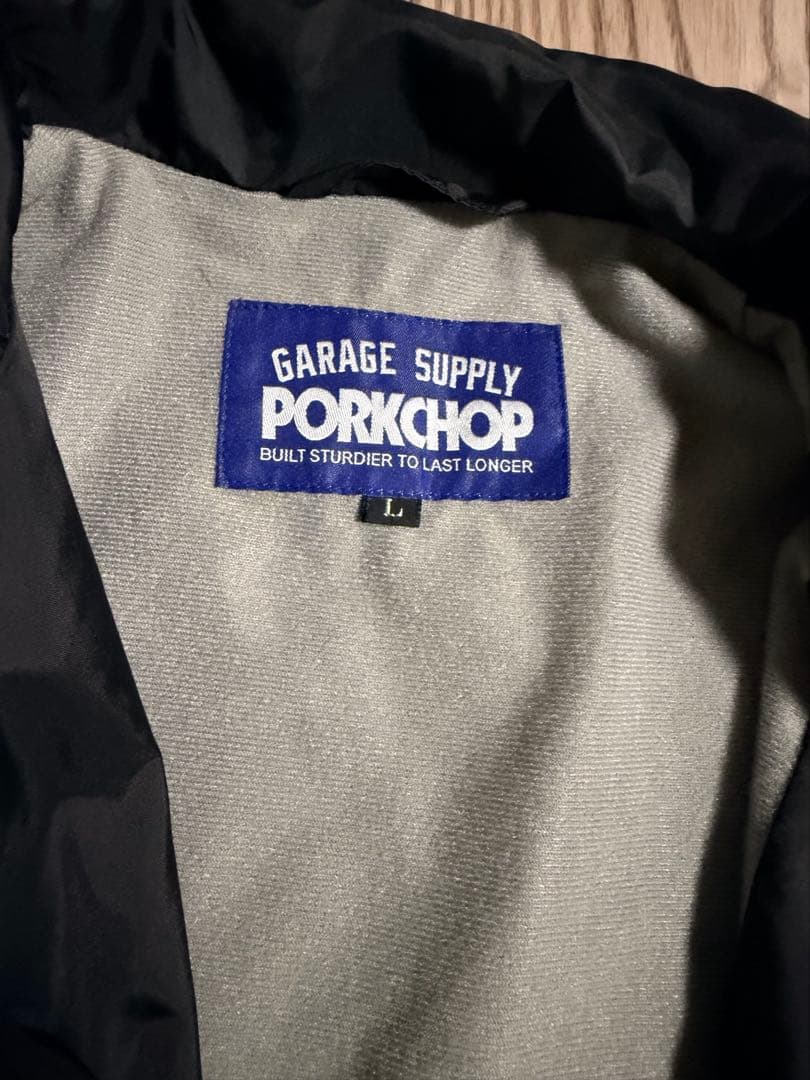 GARAGE SUPPLY
PORKCHOP
BUILT STURDIER TO LAST LONGER
L